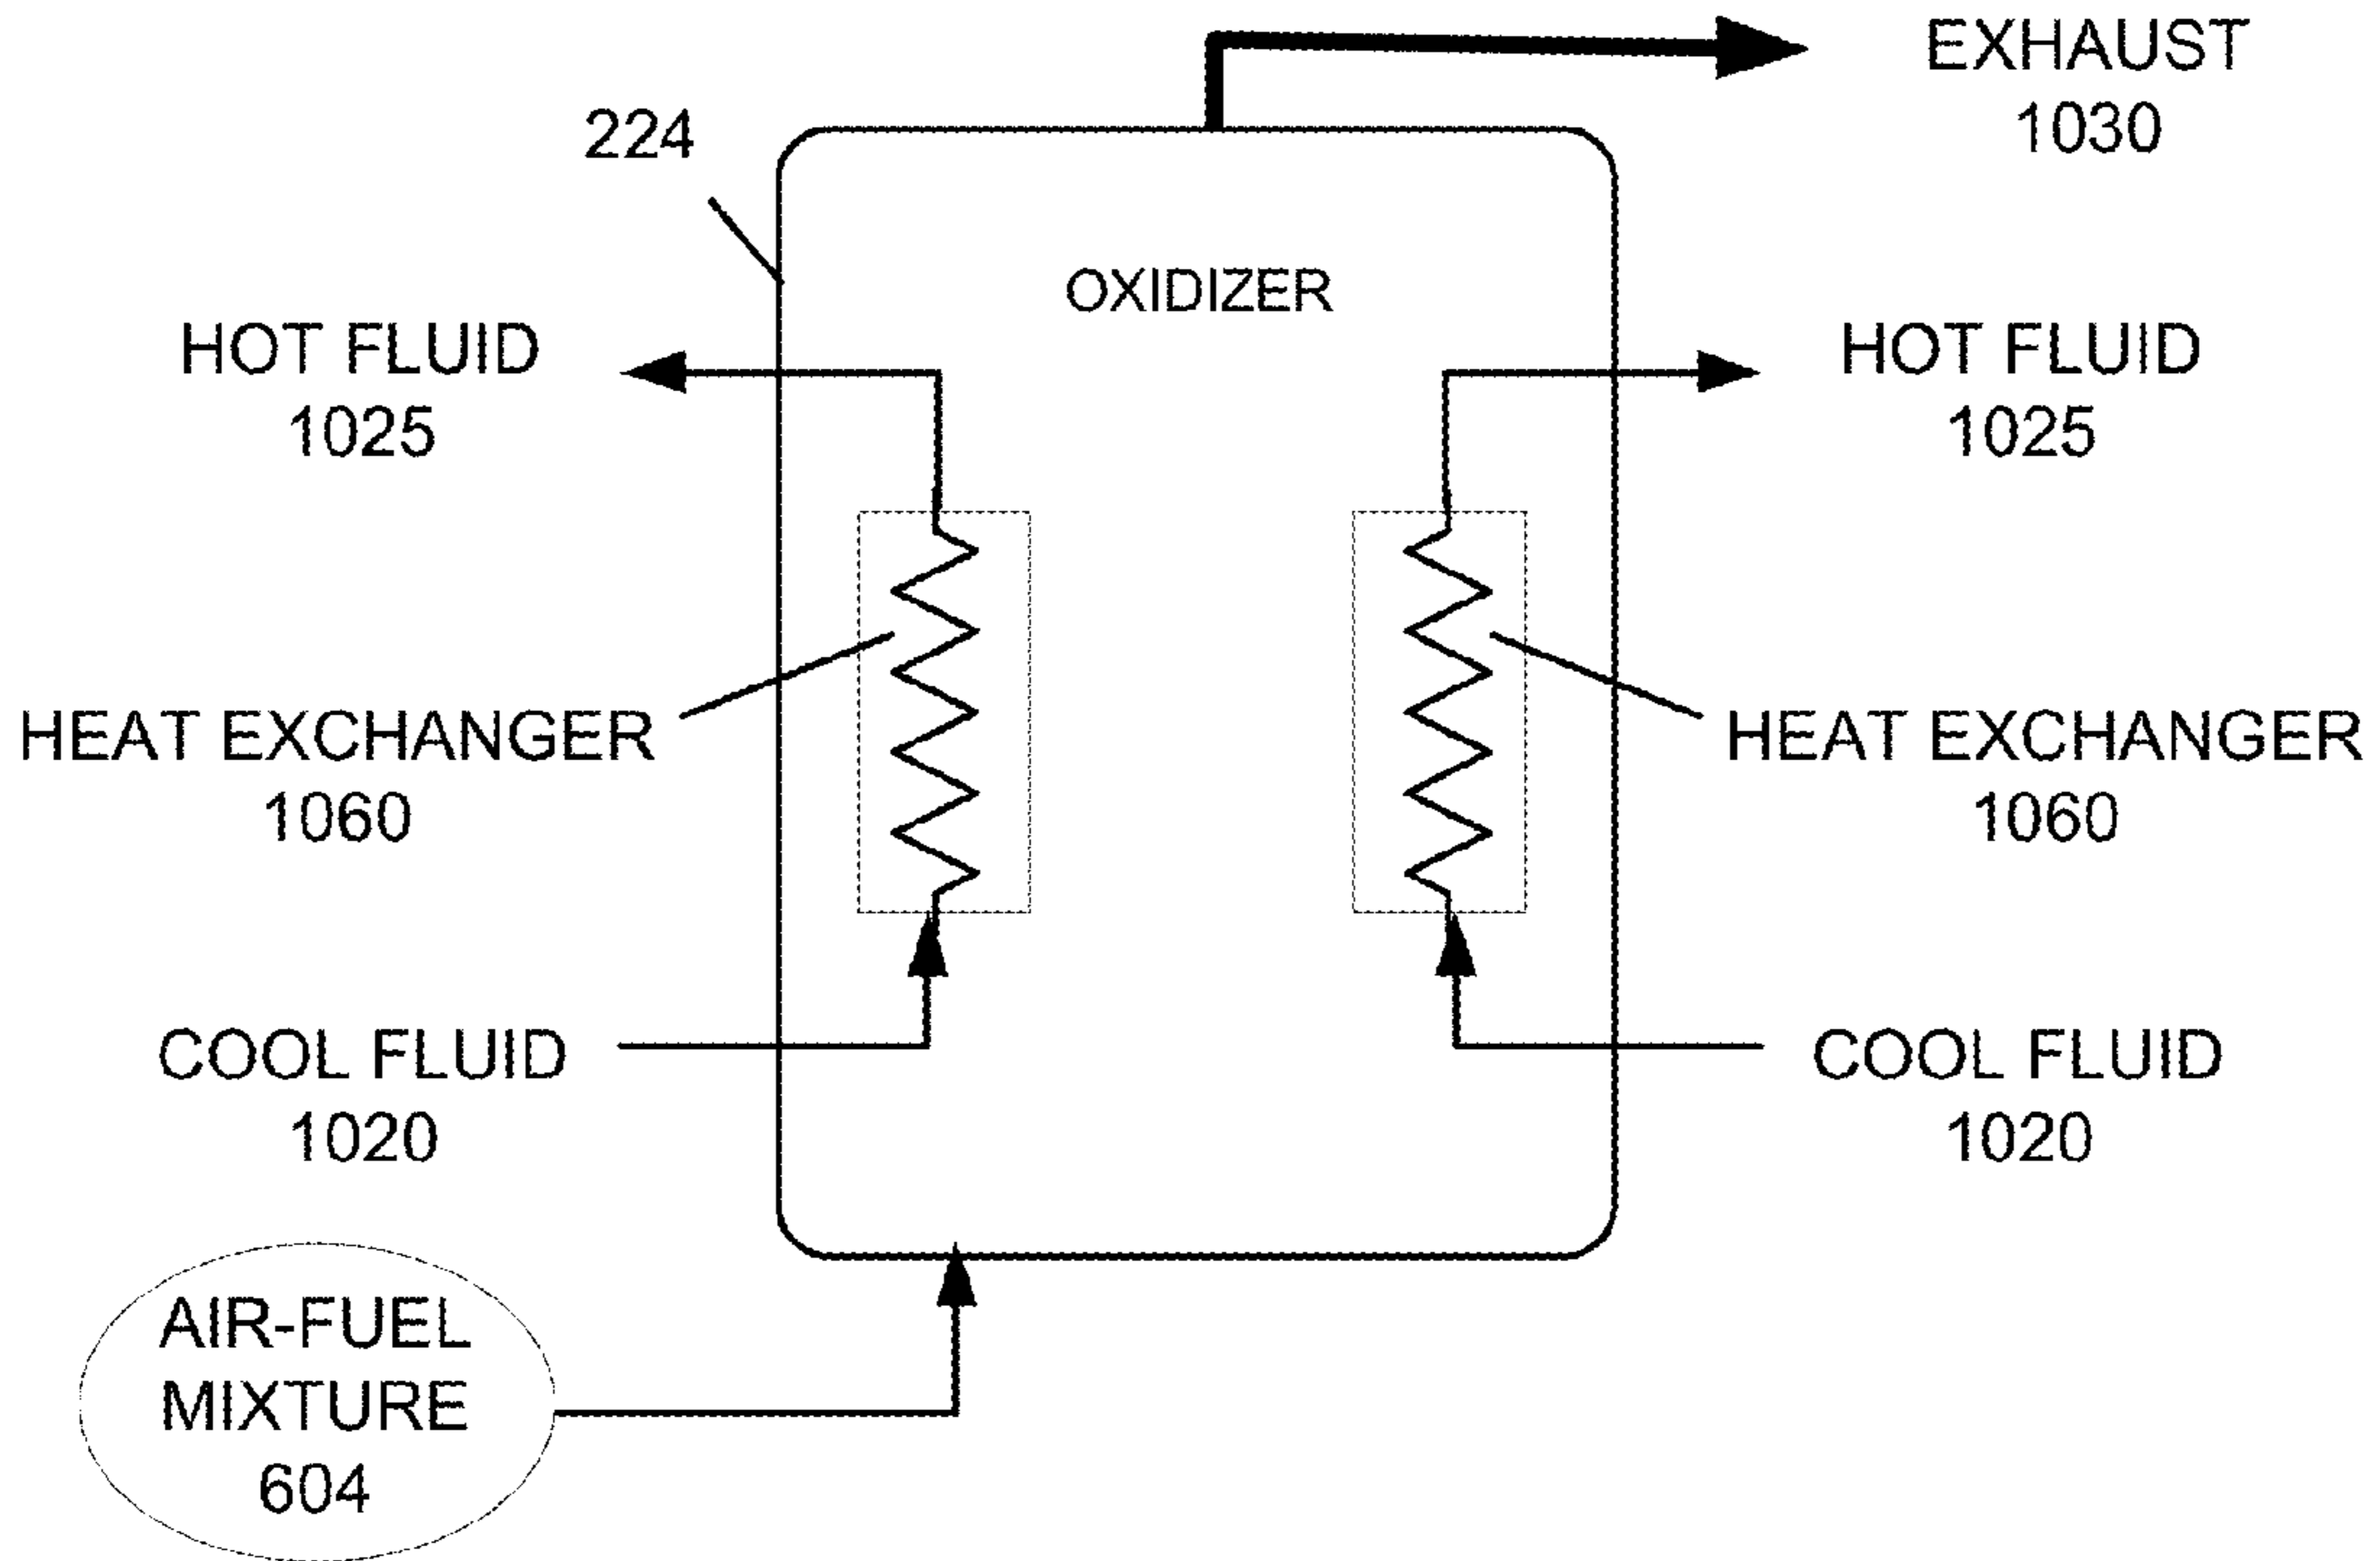 EXHAUST
1030
224
OXIDIZER
HOT FLUID
1025
HOT FLUID
1025
HEAT EXCHANGER
1060
HEAT EXCHANGER
1060
COOL FLUID
1020
COOL FLUID
1020
AIR-FUEL
MIXTURE
604